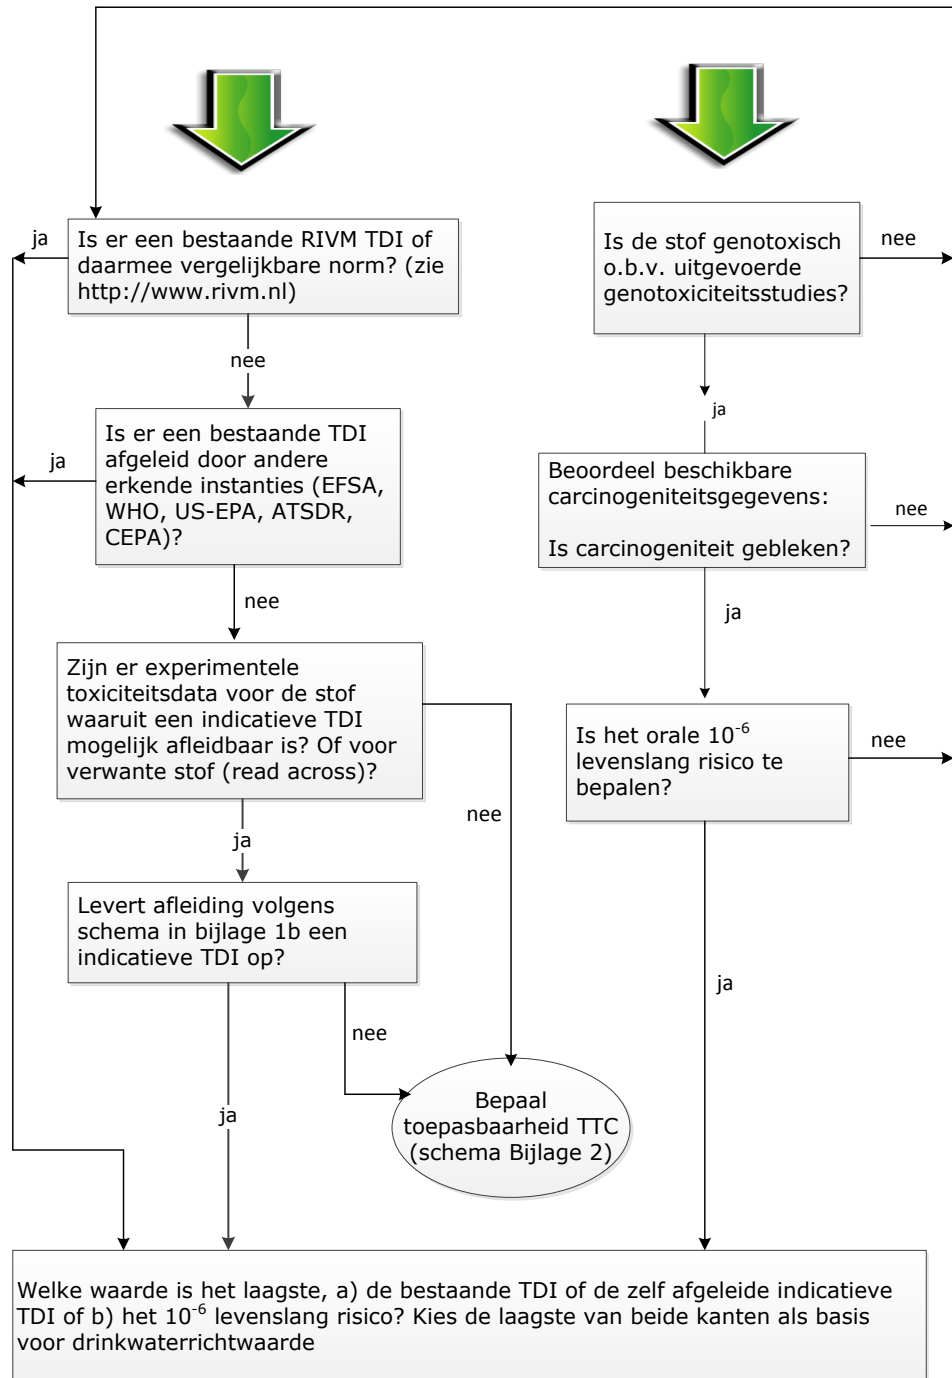 ja
Is er een bestaande RIVM TDI of
daarmee vergelijkbare norm? (zie
http://www.rivm.nl)
nee
Is er een bestaande TDI
afgeleid door andere
erkende instanties (EFSA,
WHO, US-EPA, ATSDR,
CEPA)?
ja
nee
Zijn er experimentele
toxiciteitsdata voor de stof
waaruit een indicatieve TDI
mogelijk afleidbaar is? Of voor
verwante stof (read across)?
nee
ja
Levert afleiding volgens
schema in bijlage 1b een
indicatieve TDI op?
nee
ja
Bepaal
toepasbaarheid TTC
(schema Bijlage 2)
Is de stof genotoxisch
o.b.v. uitgevoerde
genotoxiciteitsstudies?
nee
ja
Beoordeel beschikbare
carcinogeniteitsgegevens:
Is carcinogeniteit gebleken?
nee
ja
Is het orale 10⁻⁶
levenslang risico te
bepalen?
nee
ja
Welke waarde is het laagste, a) de bestaande TDI of de zelf afgeleide indicatieve
TDI of b) het 10⁻⁶ levenslang risico? Kies de laagste van beide kanten als basis
voor drinkwaterrichtwaarde